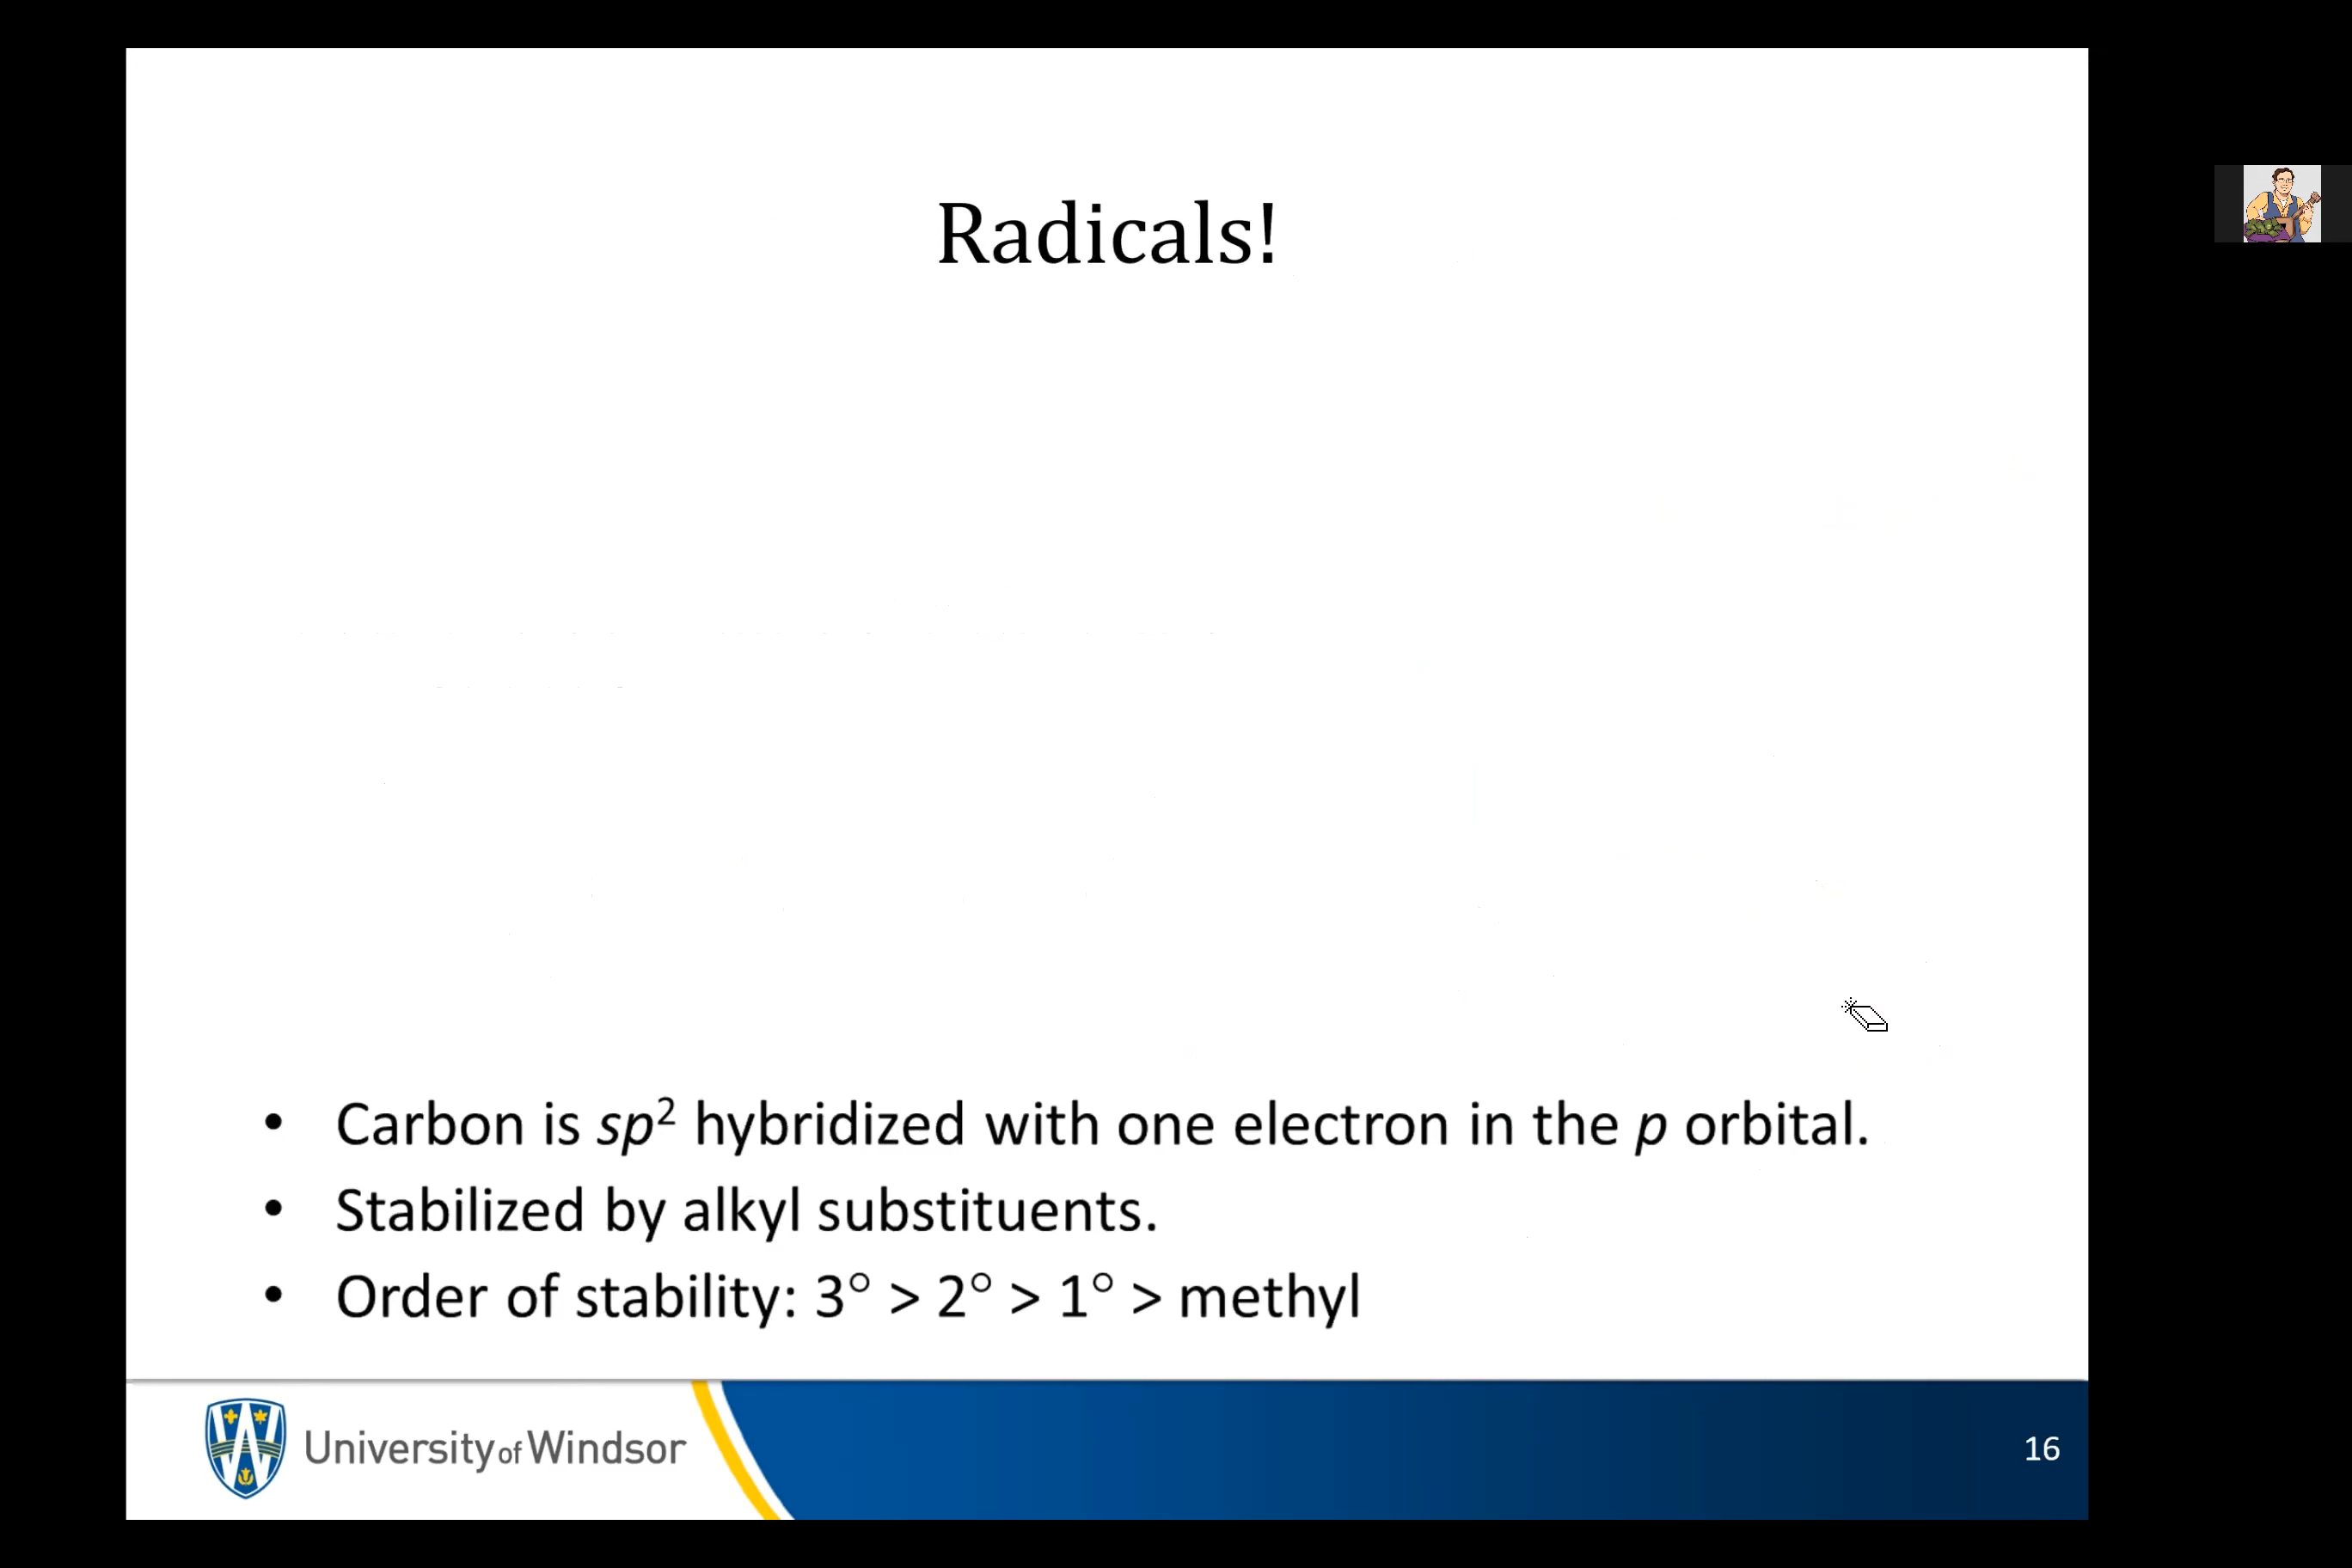 Radicals!
• Carbon is sp² hybridized with one electron in the p orbital.
• Stabilized by alkyl substituents.
• Order of stability: 3° > 2° > 1° > methyl
University of Windsor
16